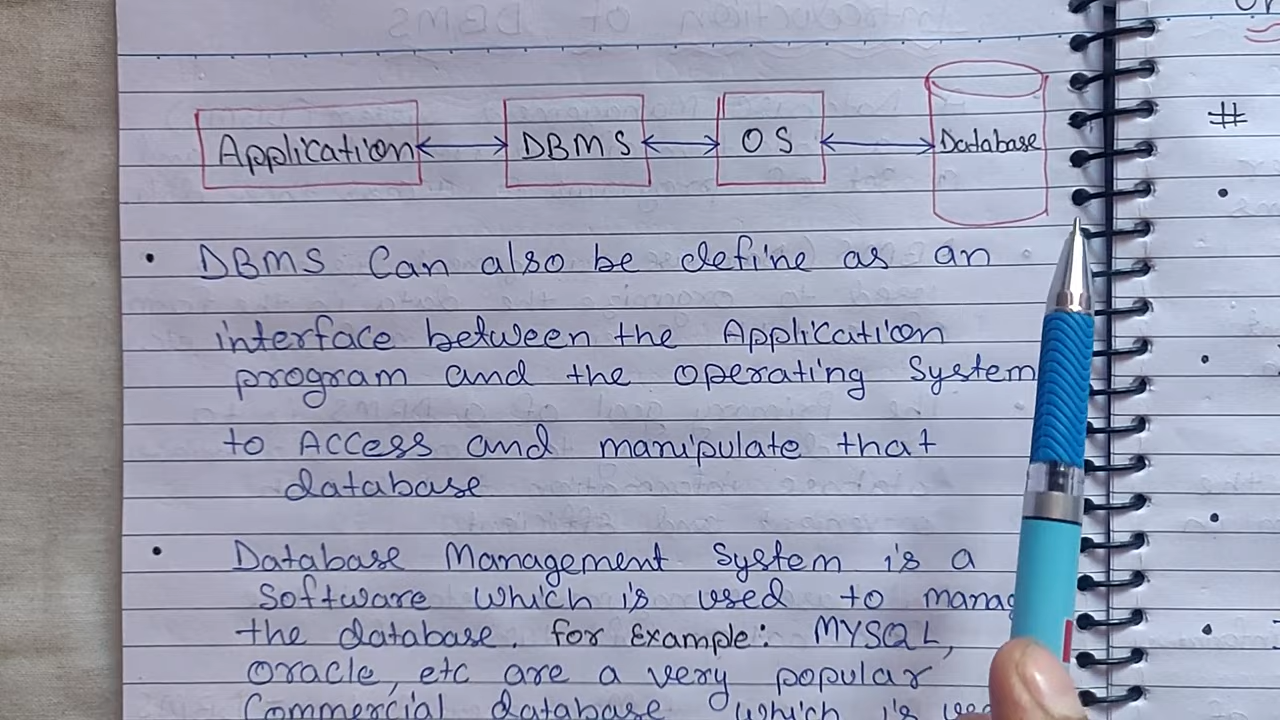 Application DBMS OS Database
• DBMS Can also be define as an
interface between the Application
program and the operating System
to Access and manipulate that
database
• Database Management System is a
Software which is used to
the database. for Example: MYSQL,
Oracle, etc are a very popular
Commercial database which is
#